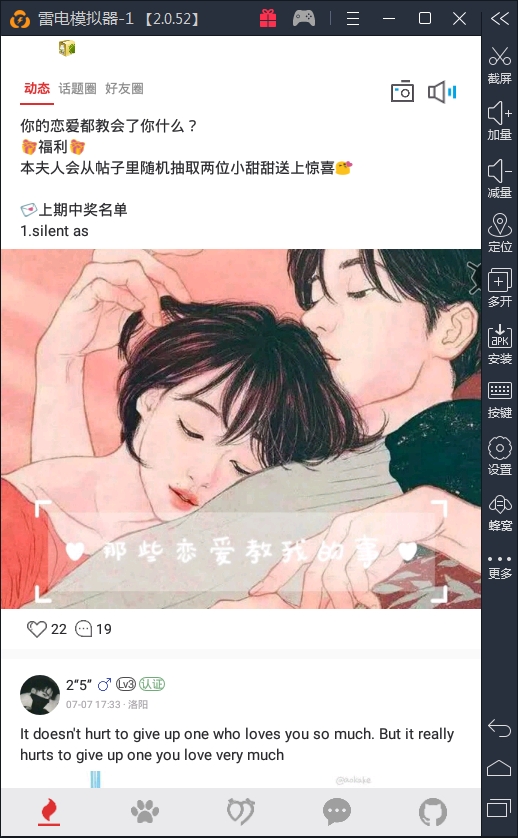 雷电模拟器-1 【2.0.52】
动态 话题圈 好友圈
你的恋爱都教会了你什么？
福利
本夫人会从帖子里随机抽取两位小甜甜送上惊喜
上期中奖名单
1.silent as
那些恋爱教我的事
22 19
2“5” Lv3 认证
07-07 17:33 · 洛阳
It doesn't hurt to give up one who loves you so much. But it really
hurts to give up one you love very much
截屏
加量
减量
定位
多开
APK
安装
按键
设置
蜂窝
更多